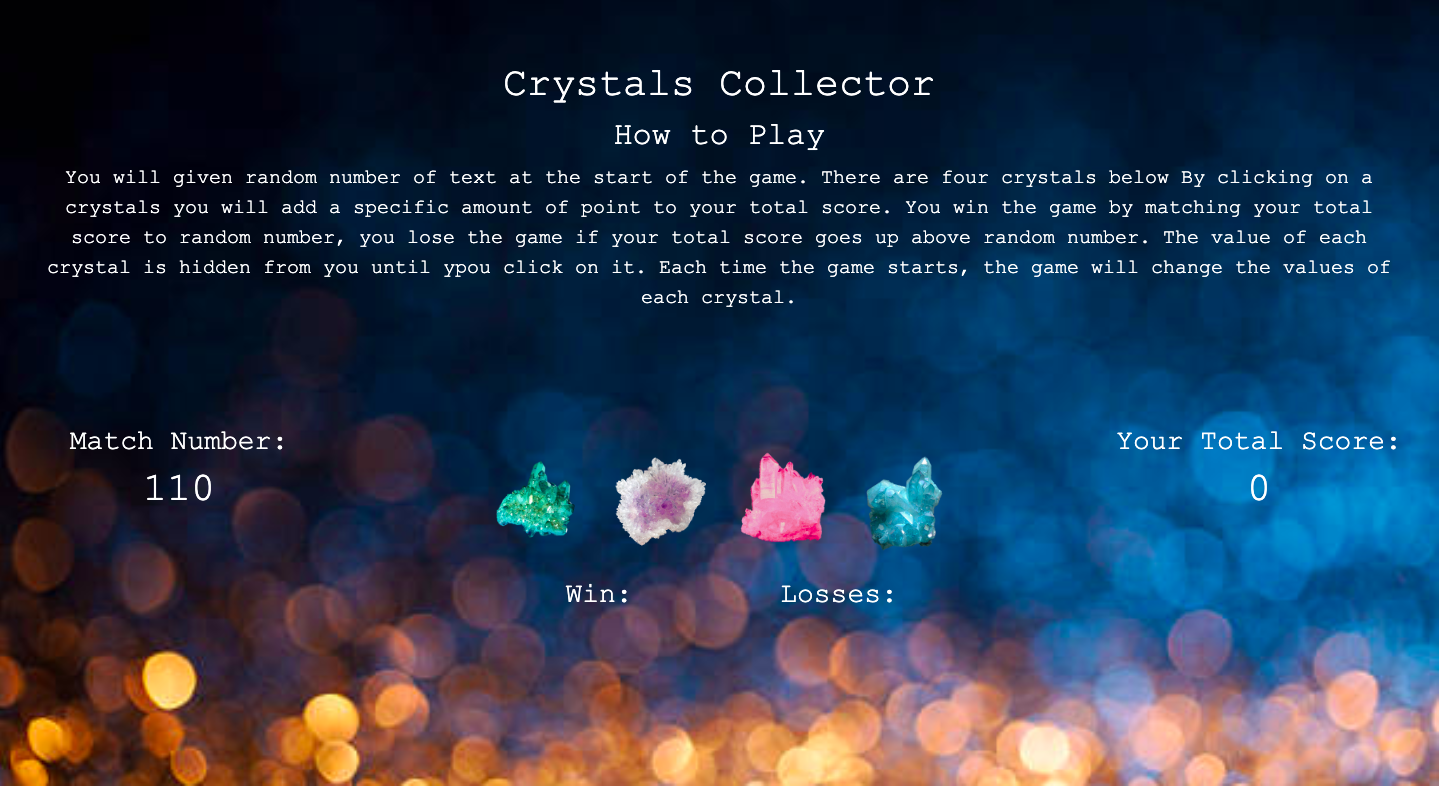 Crystals Collector
How to Play
You will given random number of text at the start of the game. There are four crystals below By clicking on a
crystals you will add a specific amount of point to your total score. You win the game by matching your total
score to random number, you lose the game if your total score goes up above random number. The value of each
crystal is hidden from you until ypou click on it. Each time the game starts, the game will change the values of
each crystal.
Match Number:
110
Your Total Score:
0
Win:
Losses: